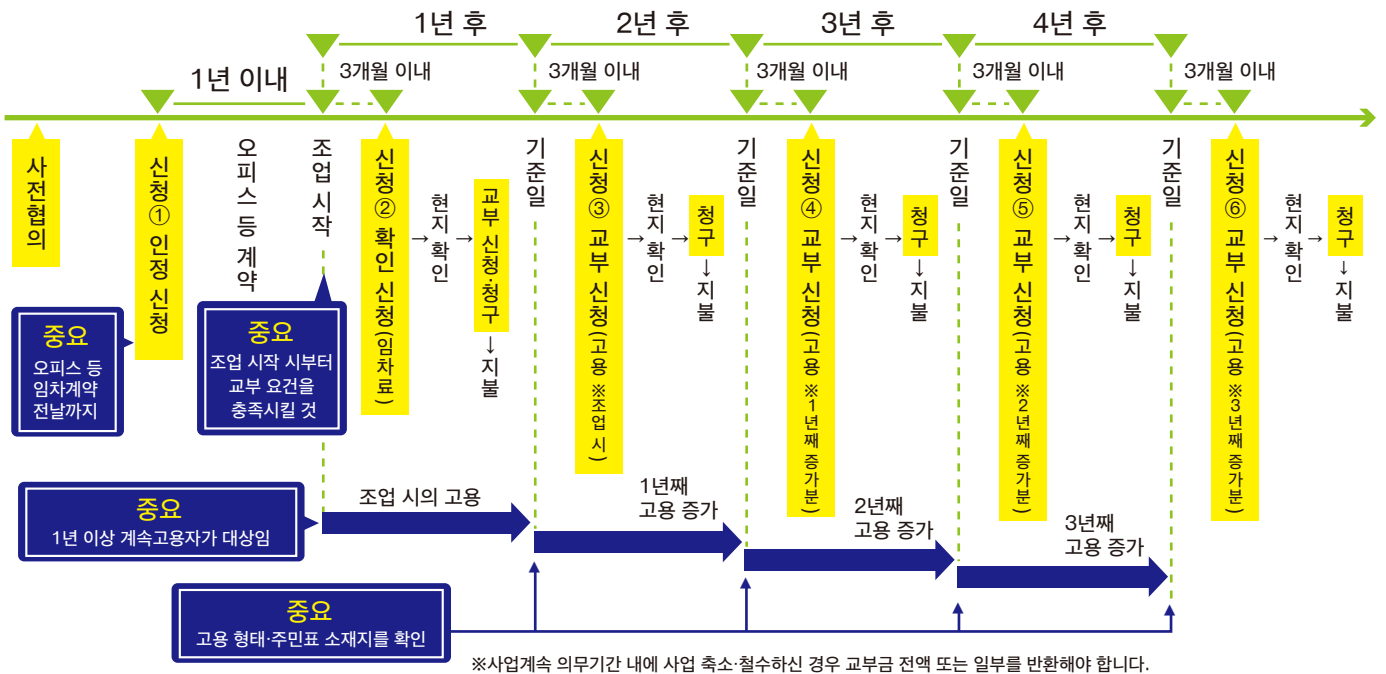 1년 후
2년 후
3년 후
4년 후
1년 이내
3개월 이내
3개월 이내
3개월 이내
3개월 이내
3개월 이내
사전협의
신청① 인정 신청
오피스 등 계약
조업 시작
신청② 확인 신청(임차료)
→현지 확인
→교부 신청·청구
→지불
기준일
신청③ 교부 신청(고용 ※조업 시)
→현지 확인
→청구
→지불
기준일
신청④ 교부 신청(고용 ※1년째 증가분)
→현지 확인
→청구
→지불
기준일
신청⑤ 교부 신청(고용 ※2년째 증가분)
→현지 확인
→청구
→지불
기준일
신청⑥ 교부 신청(고용 ※3년째 증가분)
→현지 확인
→청구
→지불
중요
오피스 등
임차계약
전날까지
중요
조업 시작 시부터
교부 요건을
충족시킬 것
중요
1년 이상 계속고용자가 대상임
조업 시의 고용
1년째
고용 증가
2년째
고용 증가
3년째
고용 증가
중요
고용 형태·주민표 소재지를 확인
※사업계속 의무기간 내에 사업 축소·철수하신 경우 교부금 전액 또는 일부를 반환해야 합니다.